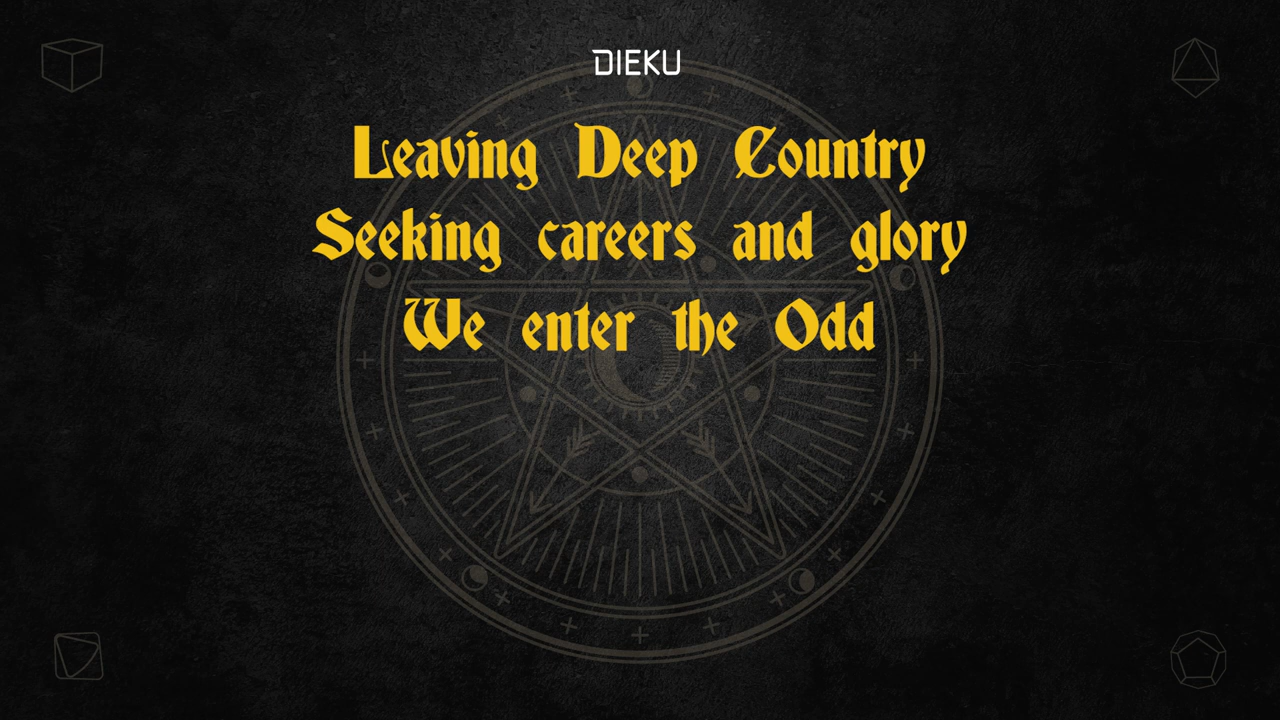 DIEKU
Leaving Deep Country
Seeking careers and glory
We enter the Odd